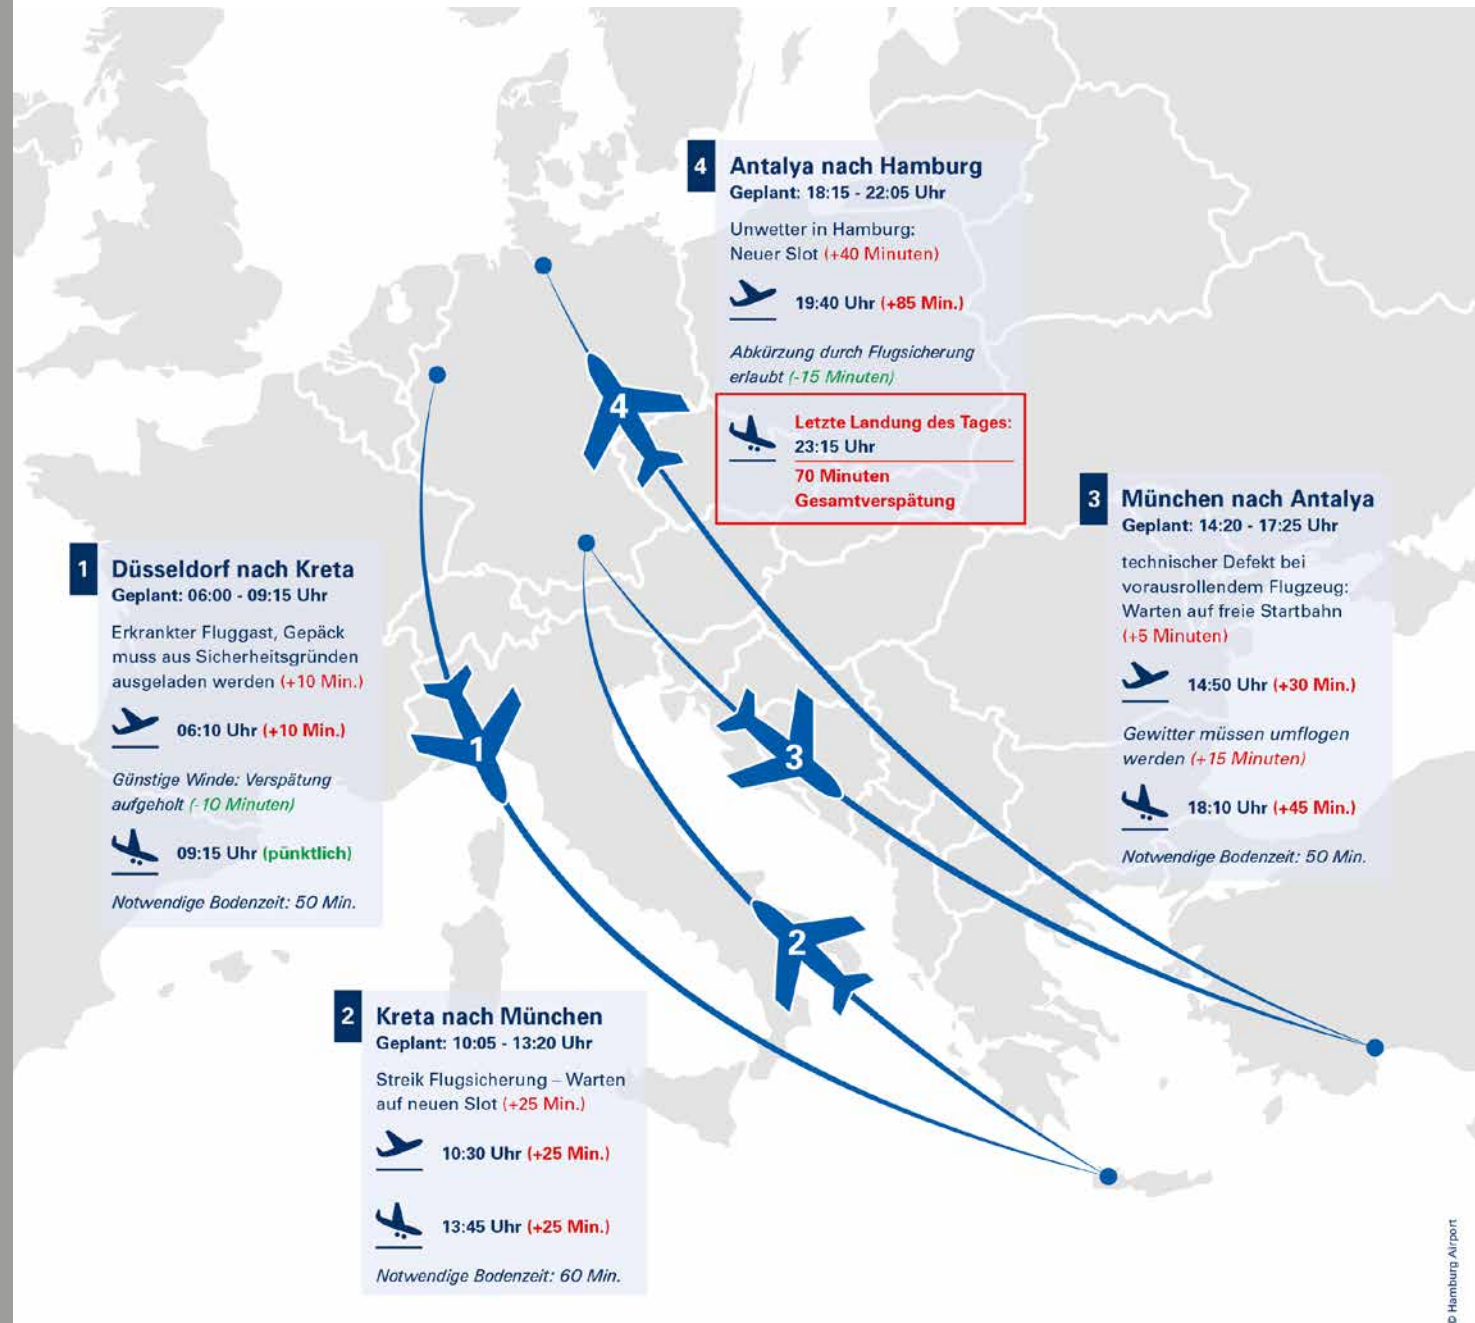 4
Antalya nach Hamburg
Geplant: 18:15 - 22:05 Uhr
Unwetter in Hamburg:
Neuer Slot (+40 Minuten)
19:40 Uhr (+85 Min.)
Abkürzung durch Flugsicherung
erlaubt (-15 Minuten)
Letzte Landung des Tages:
23:15 Uhr
70 Minuten
Gesamtverspätung
4
3
München nach Antalya
Geplant: 14:20 - 17:25 Uhr
technischer Defekt bei
vorausrollendem Flugzeug:
Warten auf freie Startbahn
(+5 Minuten)
14:50 Uhr (+30 Min.)
Gewitter müssen umflogen
werden (+15 Minuten)
18:10 Uhr (+45 Min.)
Notwendige Bodenzeit: 50 Min.
1
Düsseldorf nach Kreta
Geplant: 06:00 - 09:15 Uhr
Erkrankter Fluggast, Gepäck
muss aus Sicherheitsgründen
ausgeladen werden (+10 Min.)
06:10 Uhr (+10 Min.)
Günstige Winde: Verspätung
aufgeholt (-10 Minuten)
09:15 Uhr (pünktlich)
Notwendige Bodenzeit: 50 Min.
1
3
2
2
Kreta nach München
Geplant: 10:05 - 13:20 Uhr
Streik Flugsicherung – Warten
auf neuen Slot (+25 Min.)
10:30 Uhr (+25 Min.)
13:45 Uhr (+25 Min.)
Notwendige Bodenzeit: 60 Min.
© Hamburg Airport